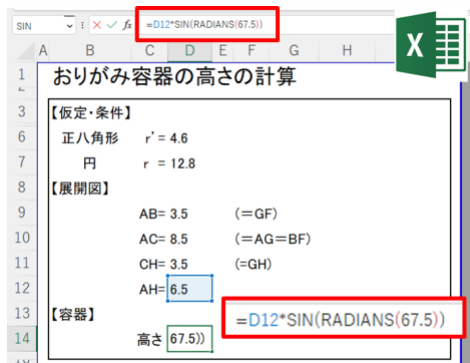 SIN fx =D12*SIN(RADIANS(67.5))
X
A B C D E F G H
1 おりがみ容器の高さの計算
2
3 【仮定・条件】
6 正八角形 r'= 4.6
7 円 r = 12.8
8 【展開図】
9 AB= 3.5 (=GF)
10 AC= 8.5 (=AG=BF)
11 CH= 3.5 (=GH)
12 AH= 6.5
13 【容器】
=D12*SIN(RADIANS(67.5))
14 高さ 67.5))